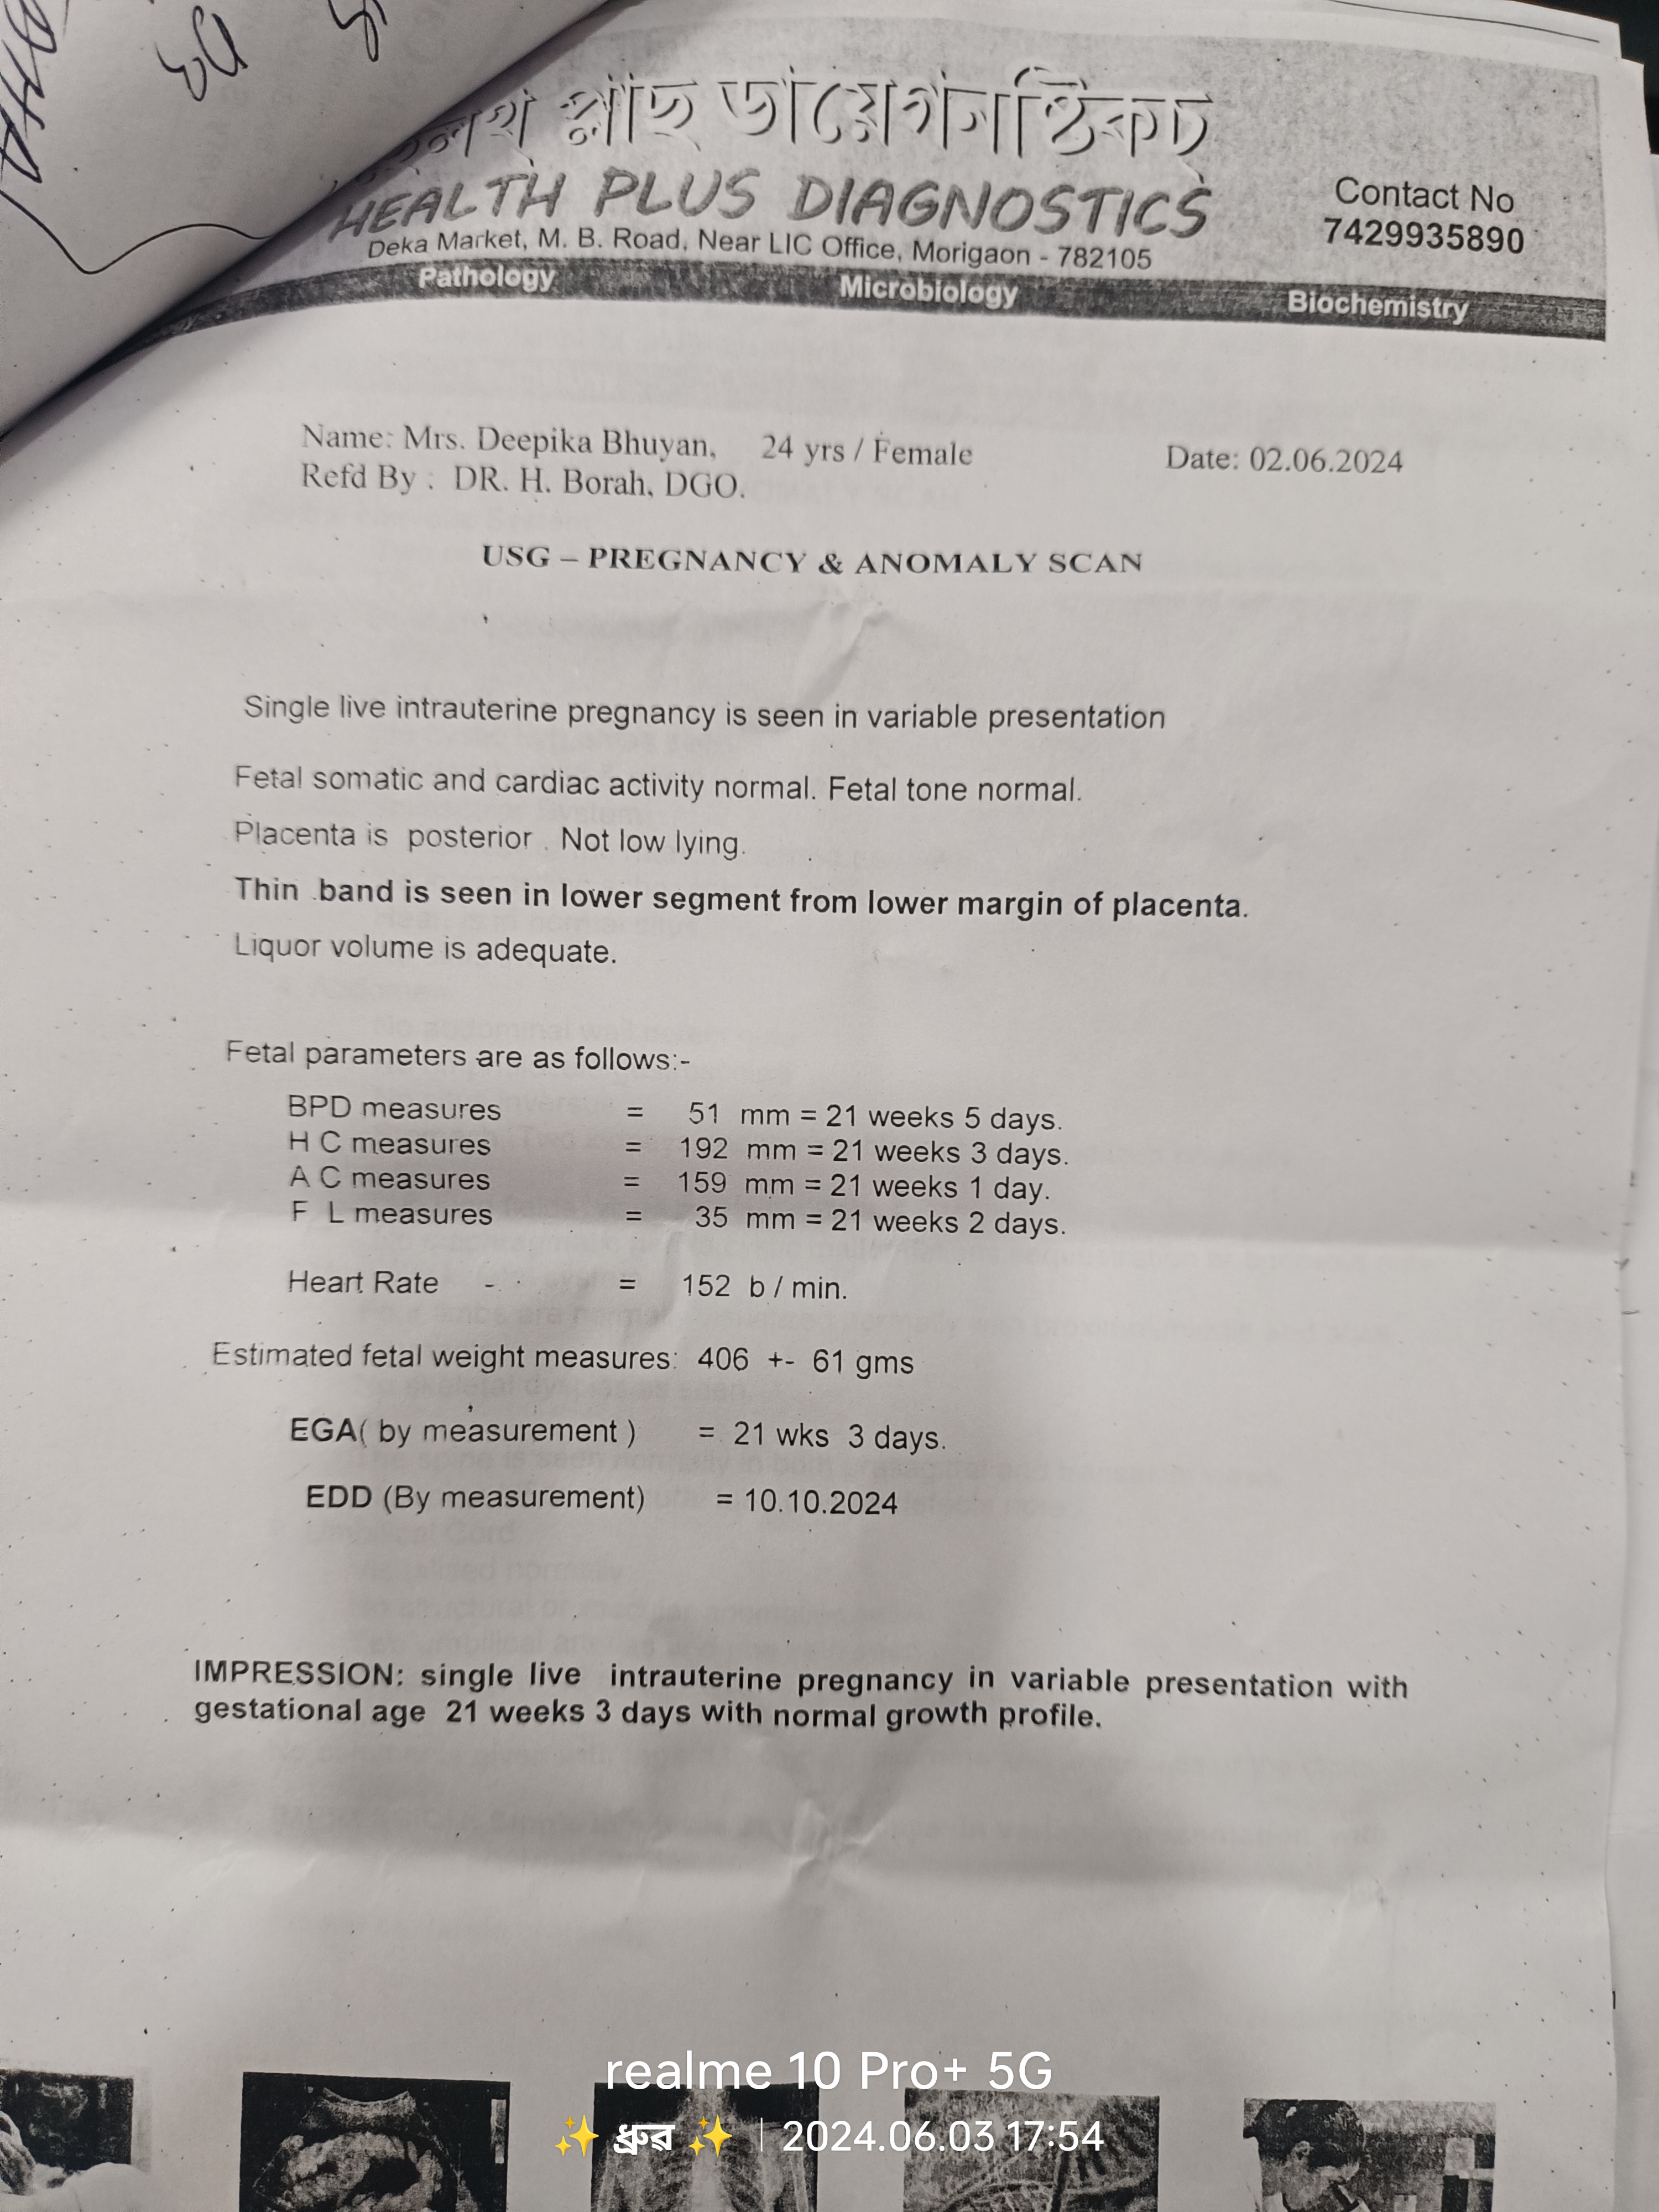 প্লাছ ডায়েগনষ্টিকচ
HEALTH PLUS DIAGNOSTICS
Deka Market, M. B. Road, Near LIC Office, Morigaon - 782105
Contact No
7429935890
Pathology Microbiology Biochemistry
Name: Mrs. Deepika Bhuyan, 24 yrs / Female Date: 02.06.2024
Refd By : DR. H. Borah, DGO.
USG – PREGNANCY & ANOMALY SCAN
Single live intrauterine pregnancy is seen in variable presentation
Fetal somatic and cardiac activity normal. Fetal tone normal.
Placenta is posterior . Not low lying.
Thin band is seen in lower segment from lower margin of placenta.
Liquor volume is adequate.
Fetal parameters are as follows:-
BPD measures = 51 mm = 21 weeks 5 days.
H C measures = 192 mm = 21 weeks 3 days.
A C measures = 159 mm = 21 weeks 1 day.
F L measures = 35 mm = 21 weeks 2 days.
Heart Rate - = 152 b / min.
Estimated fetal weight measures: 406 +- 61 gms
EGA( by measurement ) = 21 wks 3 days.
EDD (By measurement) = 10.10.2024
IMPRESSION: single live intrauterine pregnancy in variable presentation with
gestational age 21 weeks 3 days with normal growth profile.
realme 10 Pro+ 5G
✨ ধ্রুৱ ✨ | 2024.06.03 17:54